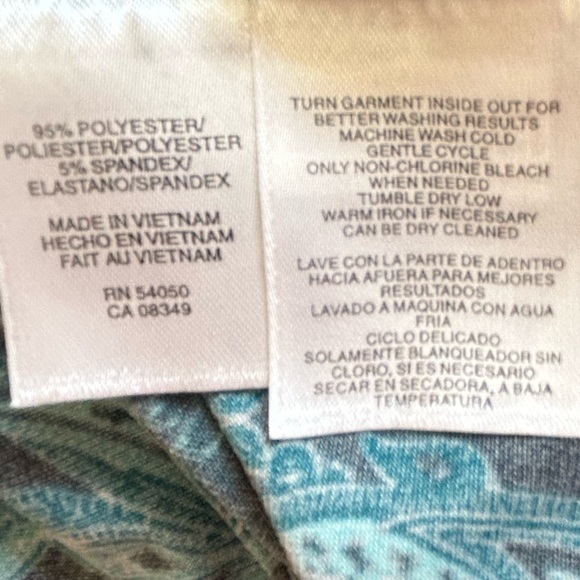 95% POLYESTER/
POLIESTER/POLYESTER
5% SPANDEX/
ELASTANO/SPANDEX
MADE IN VIETNAM
HECHO EN VIETNAM
FAIT AU VIETNAM
RN 54050
CA 08349
TURN GARMENT INSIDE OUT FOR
BETTER WASHING RESULTS
MACHINE WASH COLD
GENTLE CYCLE
ONLY NON-CHLORINE BLEACH
WHEN NEEDED
TUMBLE DRY LOW
WARM IRON IF NECESSARY
CAN BE DRY CLEANED
LAVE CON LA PARTE DE ADENTRO
HACIA AFUERA PARA MEJORES
RESULTADOS
LAVADO A MAQUINA CON AGUA
FRIA
CICLO DELICADO
SOLAMENTE BLANQUEADOR SIN
CLORO, SI ES NECESARIO
SECAR EN SECADORA, A BAJA
TEMPERATURA